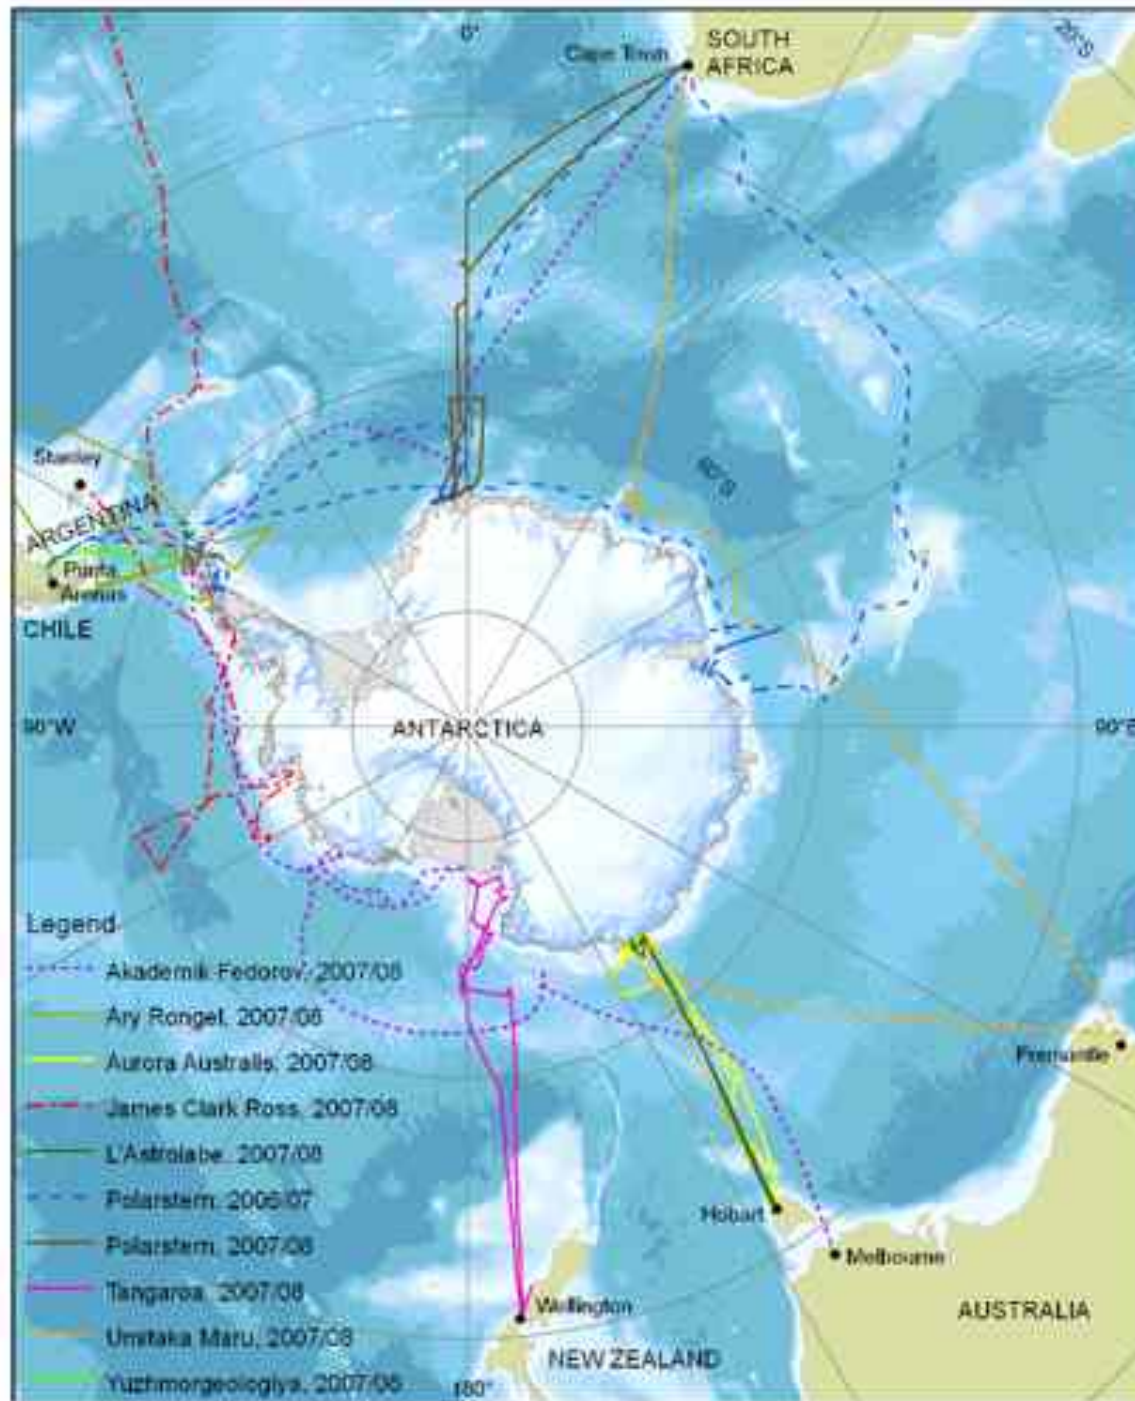 0°
20°S
Cape Town
SOUTH
AFRICA
Stanley
ARGENTINA
60°S
Punta
Arenas
CHILE
90°W
ANTARCTICA
90°E
Legend
Akademik Fedorov, 2007/08
Ary Rongel, 2007/08
Aurora Australis, 2007/08
James Clark Ross, 2007/08
L'Astrolabe, 2007/08
Polarstern, 2006/07
Polarstern, 2007/08
Tangaroa, 2007/08
Umitaka Maru, 2007/08
Yuzhmorgeologiya, 2007/08
Fremantle
Hobart
Melbourne
Wellington
AUSTRALIA
NEW ZEALAND
180°